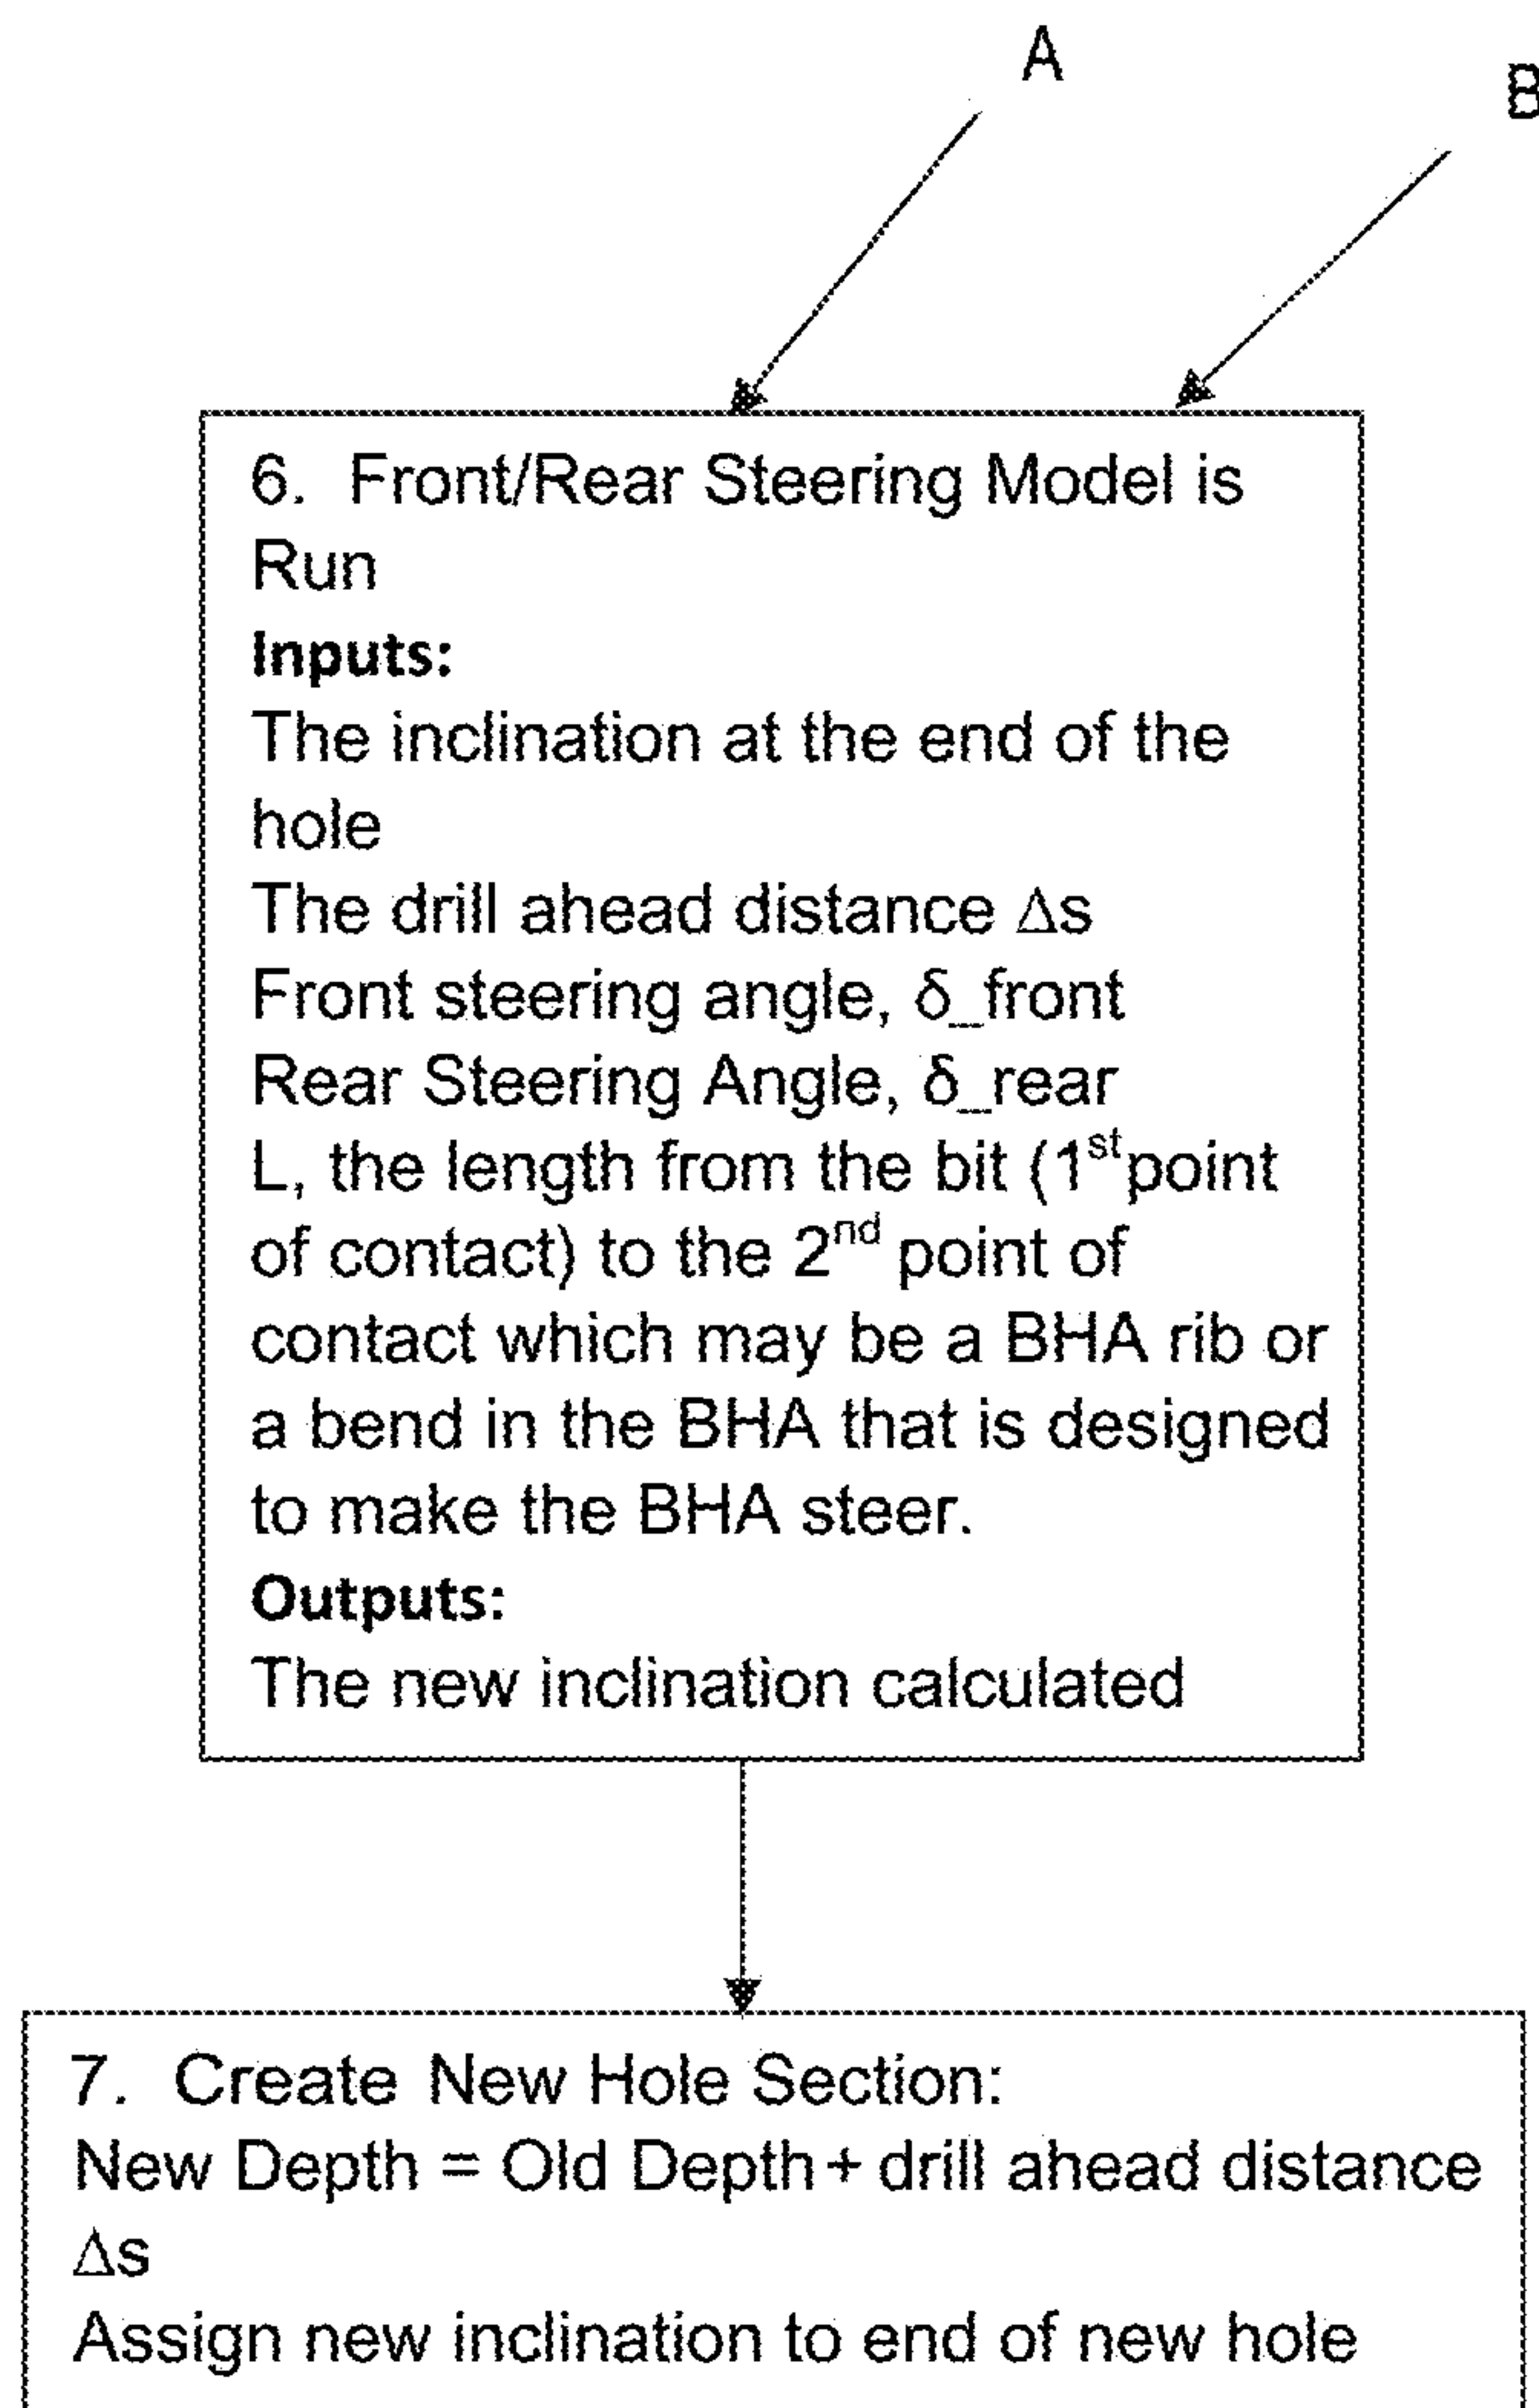 A
B
6. Front/Rear Steering Model is
Run
Inputs:
The inclination at the end of the
hole
The drill ahead distance Δs
Front steering angle, δ_front
Rear Steering Angle, δ_rear
L, the length from the bit (1st point
of contact) to the 2nd point of
contact which may be a BHA rib or
a bend in the BHA that is designed
to make the BHA steer.
Outputs:
The new inclination calculated
7. Create New Hole Section:
New Depth = Old Depth + drill ahead distance
Δs
Assign new inclination to end of new hole